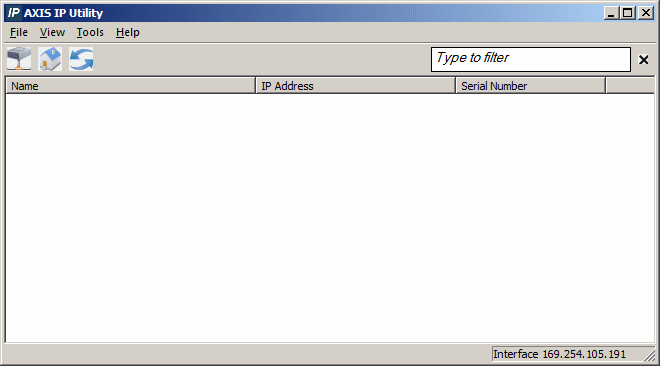 IP AXIS IP Utility
File View Tools Help
Type to filter
Name IP Address Serial Number
Interface 169.254.105.191